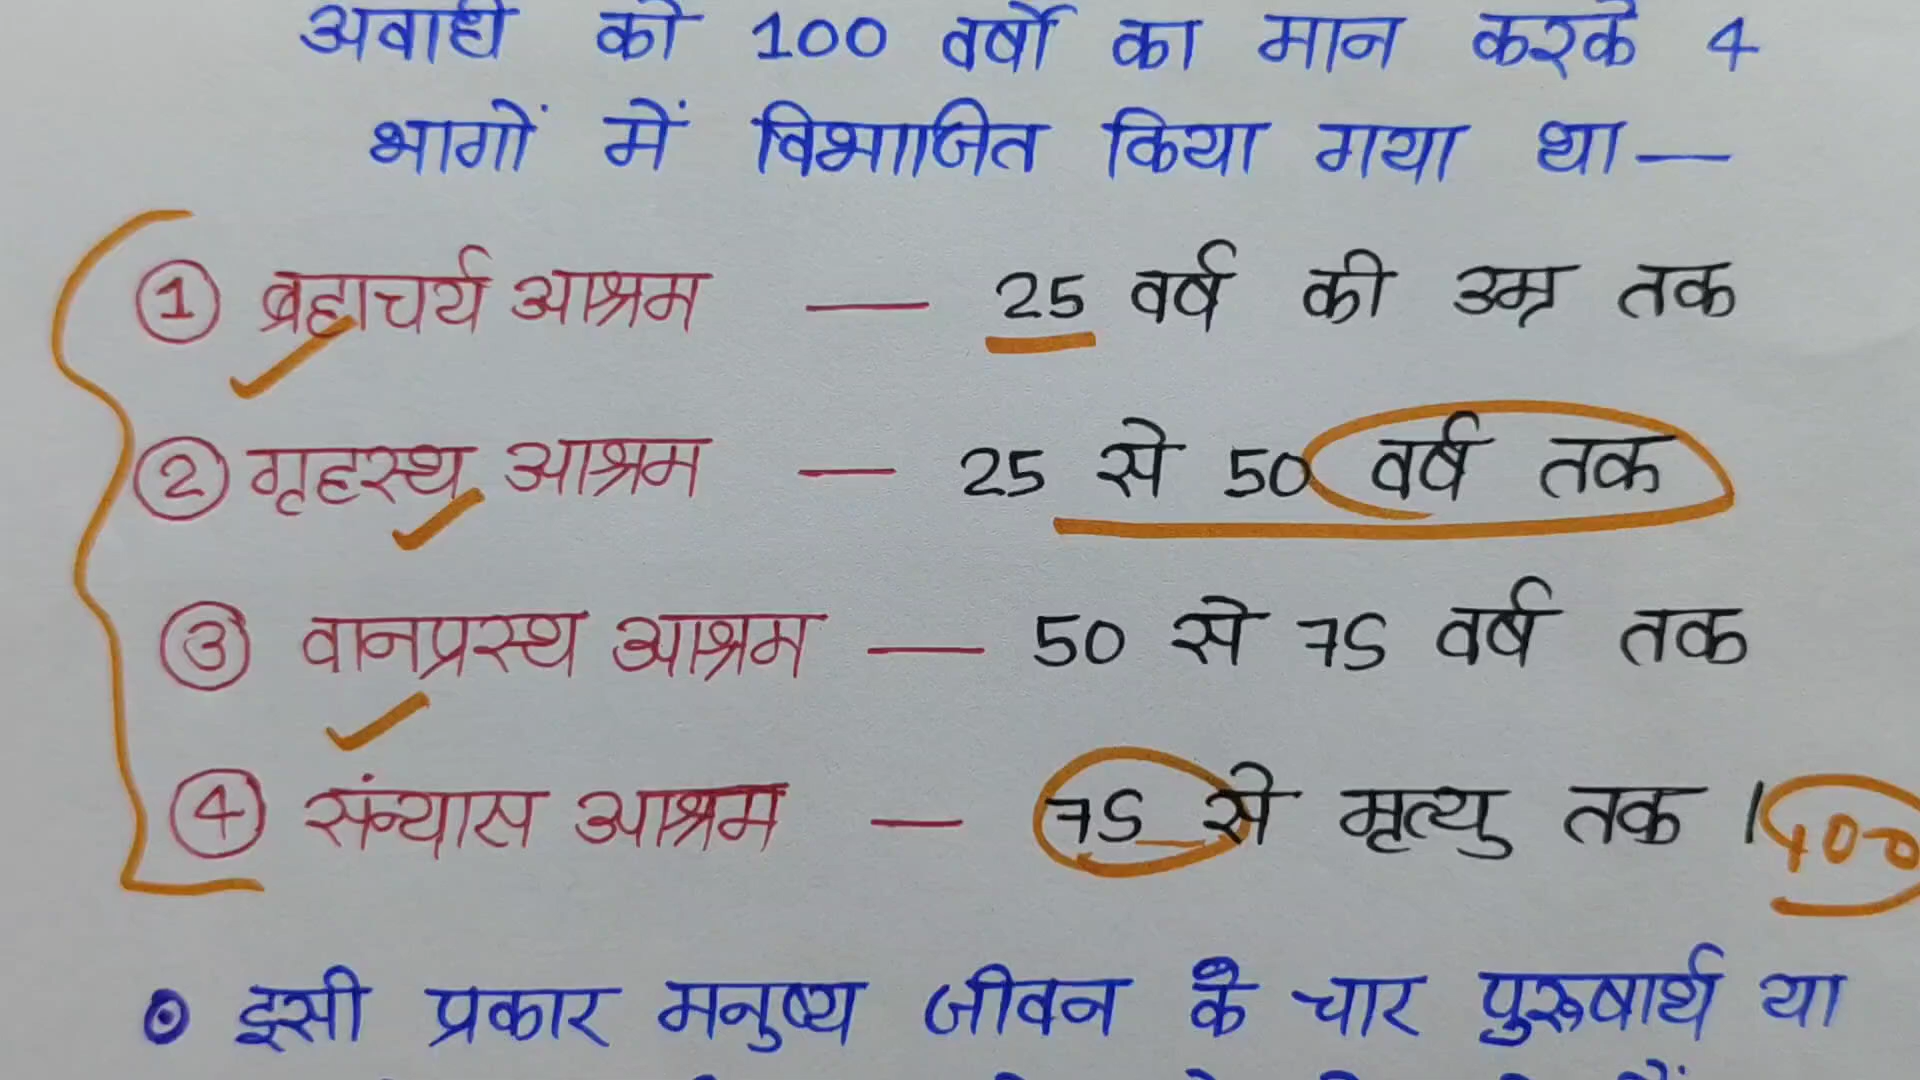 अवधि को 100 वर्षों का मान करके 4
भागों में विभाजित किया गया था —
① ब्रह्मचर्य आश्रम — 25 वर्ष की उम्र तक
② गृहस्थ आश्रम — 25 से 50 वर्ष तक
③ वानप्रस्थ आश्रम — 50 से 75 वर्ष तक
④ संन्यास आश्रम — 75 से मृत्यु तक । 100
इसी प्रकार मनुष्य जीवन के चार पुरुषार्थ या